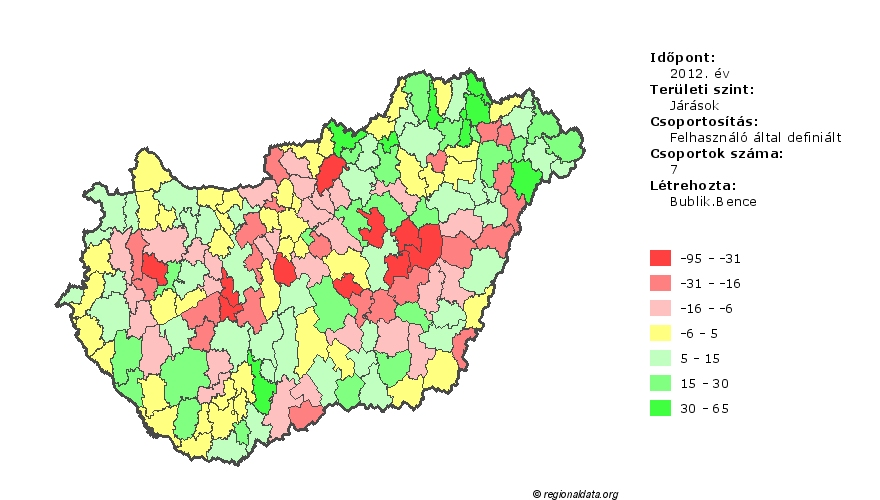 Időpont:
2012. év
Területi szint:
Járások
Csoportosítás:
Felhasználó által definiált
Csoportok száma:
7
Létrehozta:
Bublik.Bence
-95 - -31
-31 - -16
-16 - -6
-6 - 5
5 - 15
15 - 30
30 - 65
© regionaldata.org